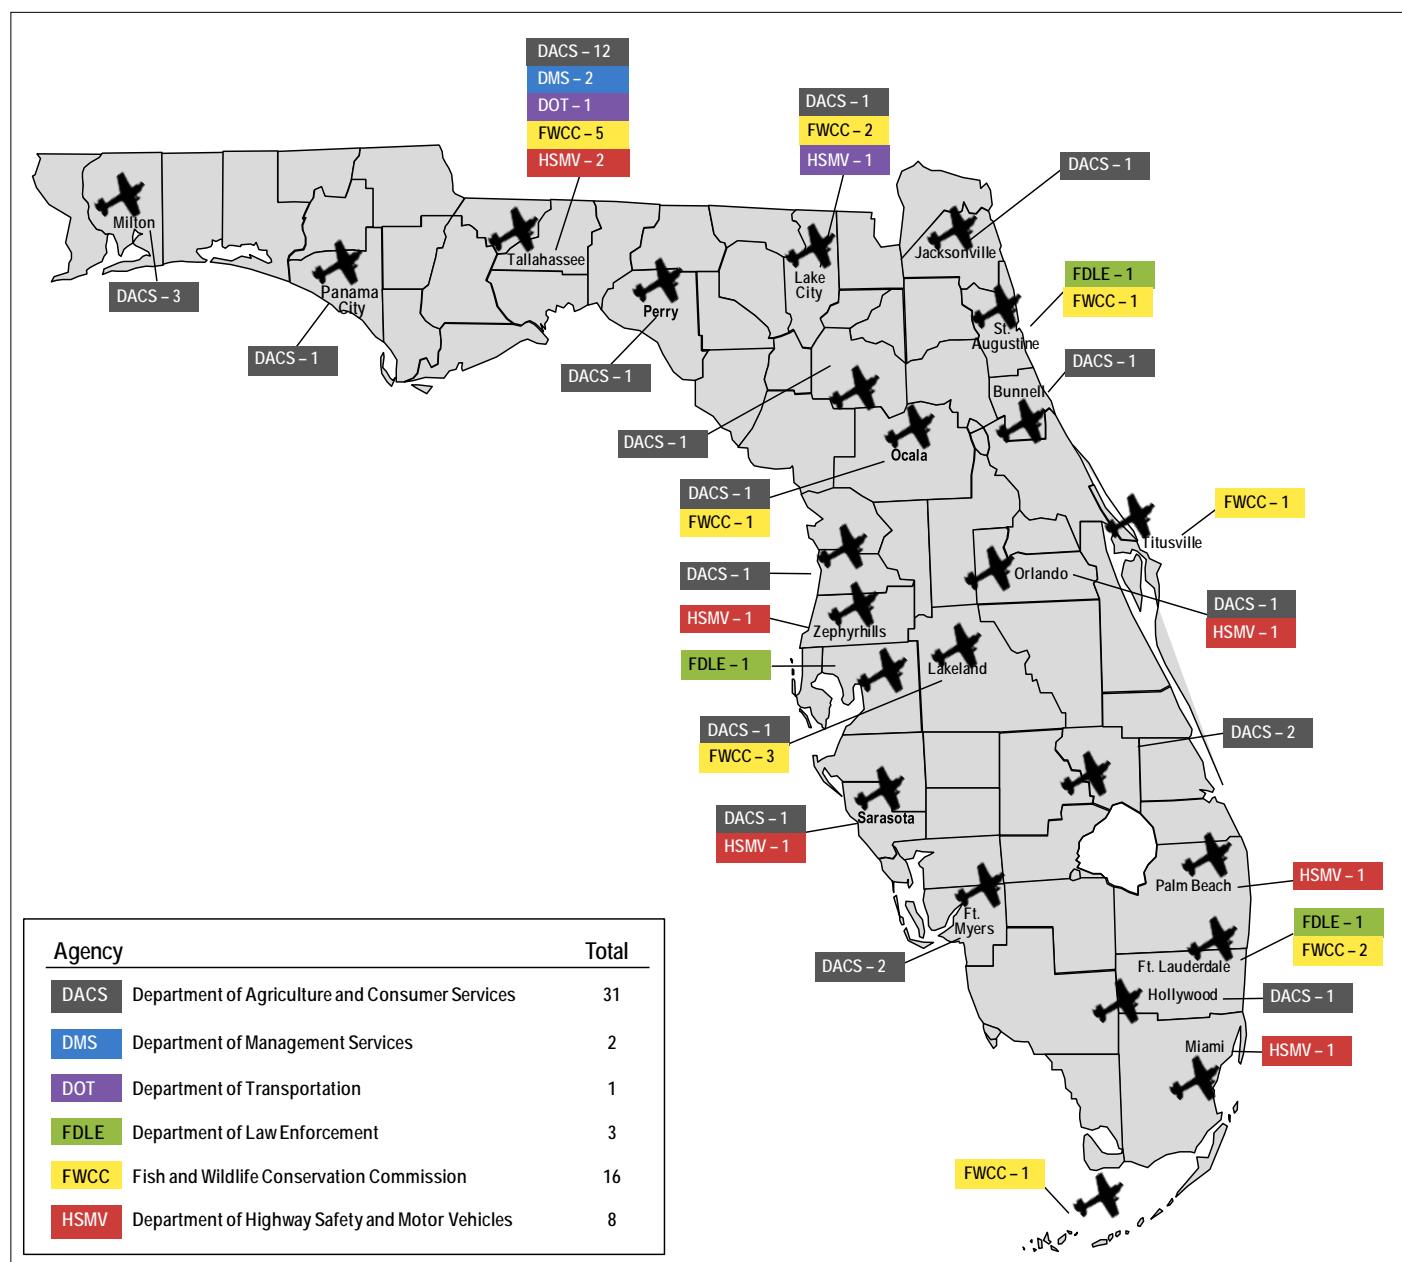 DACS – 12
DMS – 2
DOT – 1
FWCC – 5
HSMV – 2
DACS – 1
FWCC – 2
HSMV – 1
DACS – 1
Milton
Tallahassee
Jacksonville
Lake
City
Panama
City
Perry
DACS – 3
FDLE – 1
FWCC – 1
St.
Augustine
DACS – 1
DACS – 1
DACS – 1
Bunnell
DACS – 1
Ocala
DACS – 1
FWCC – 1
FWCC – 1
Titusville
DACS – 1
Orlando
DACS – 1
HSMV – 1
HSMV – 1
Zephyrhills
FDLE – 1
Lakeland
DACS – 1
FWCC – 3
DACS – 2
DACS – 1
HSMV – 1
Sarasota
Palm Beach
HSMV – 1
Ft.
Myers
DACS – 2
FDLE – 1
FWCC – 2
Ft. Lauderdale
Hollywood
DACS – 1
Miami
HSMV – 1
FWCC – 1
Agency Total
DACS Department of Agriculture and Consumer Services 31
DMS Department of Management Services 2
DOT Department of Transportation 1
FDLE Department of Law Enforcement 3
FWCC Fish and Wildlife Conservation Commission 16
HSMV Department of Highway Safety and Motor Vehicles 8